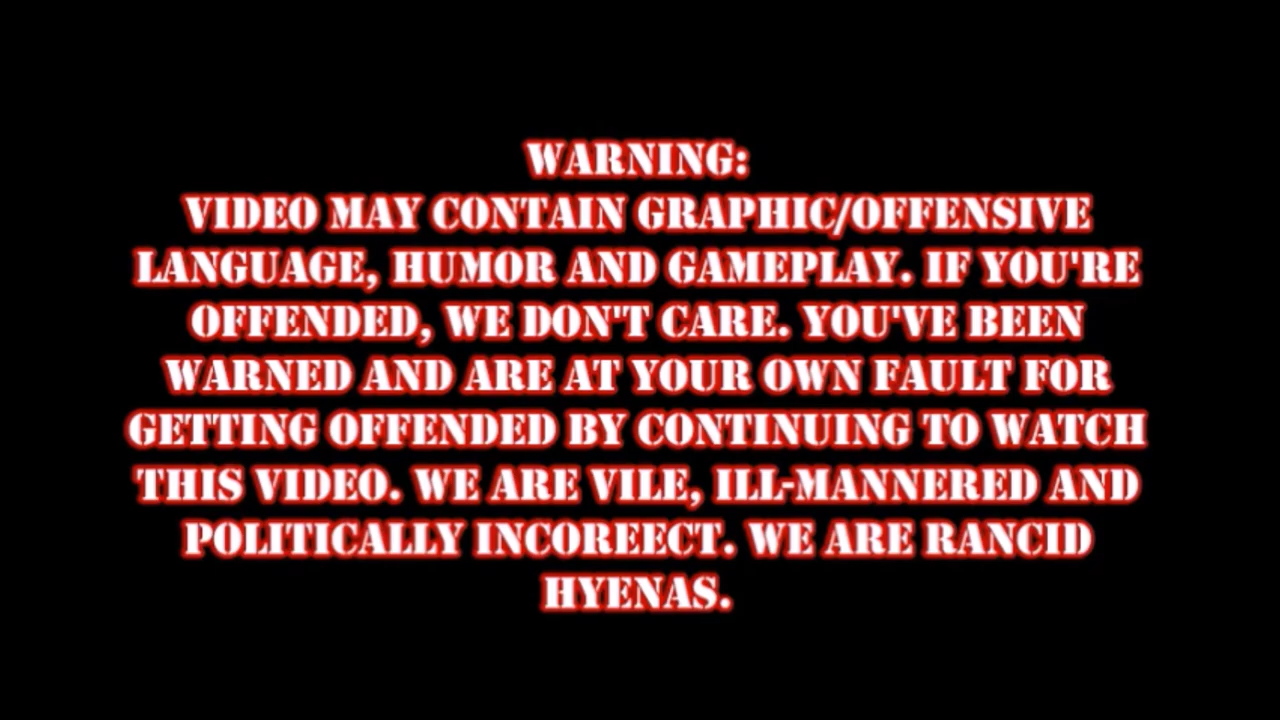 WARNING:
VIDEO MAY CONTAIN GRAPHIC/OFFENSIVE
LANGUAGE, HUMOR AND GAMEPLAY. IF YOU'RE
OFFENDED, WE DON'T CARE. YOU'VE BEEN
WARNED AND ARE AT YOUR OWN FAULT FOR
GETTING OFFENDED BY CONTINUING TO WATCH
THIS VIDEO. WE ARE VILE, ILL-MANNERED AND
POLITICALLY INCOREECT. WE ARE RANCID
HYENAS.